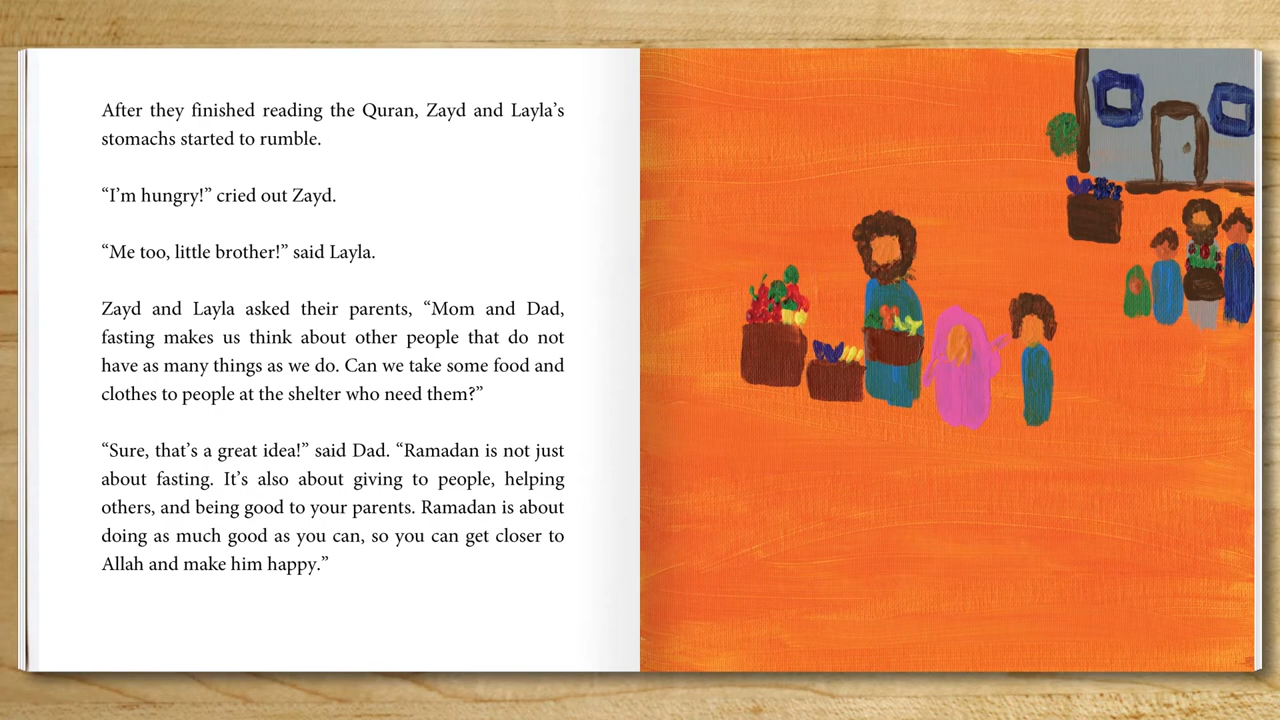 After they finished reading the Quran, Zayd and Layla’s
stomachs started to rumble.
“I’m hungry!” cried out Zayd.
“Me too, little brother!” said Layla.
Zayd and Layla asked their parents, “Mom and Dad,
fasting makes us think about other people that do not
have as many things as we do. Can we take some food and
clothes to people at the shelter who need them?”
“Sure, that’s a great idea!” said Dad. “Ramadan is not just
about fasting. It’s also about giving to people, helping
others, and being good to your parents. Ramadan is about
doing as much good as you can, so you can get closer to
Allah and make him happy.”